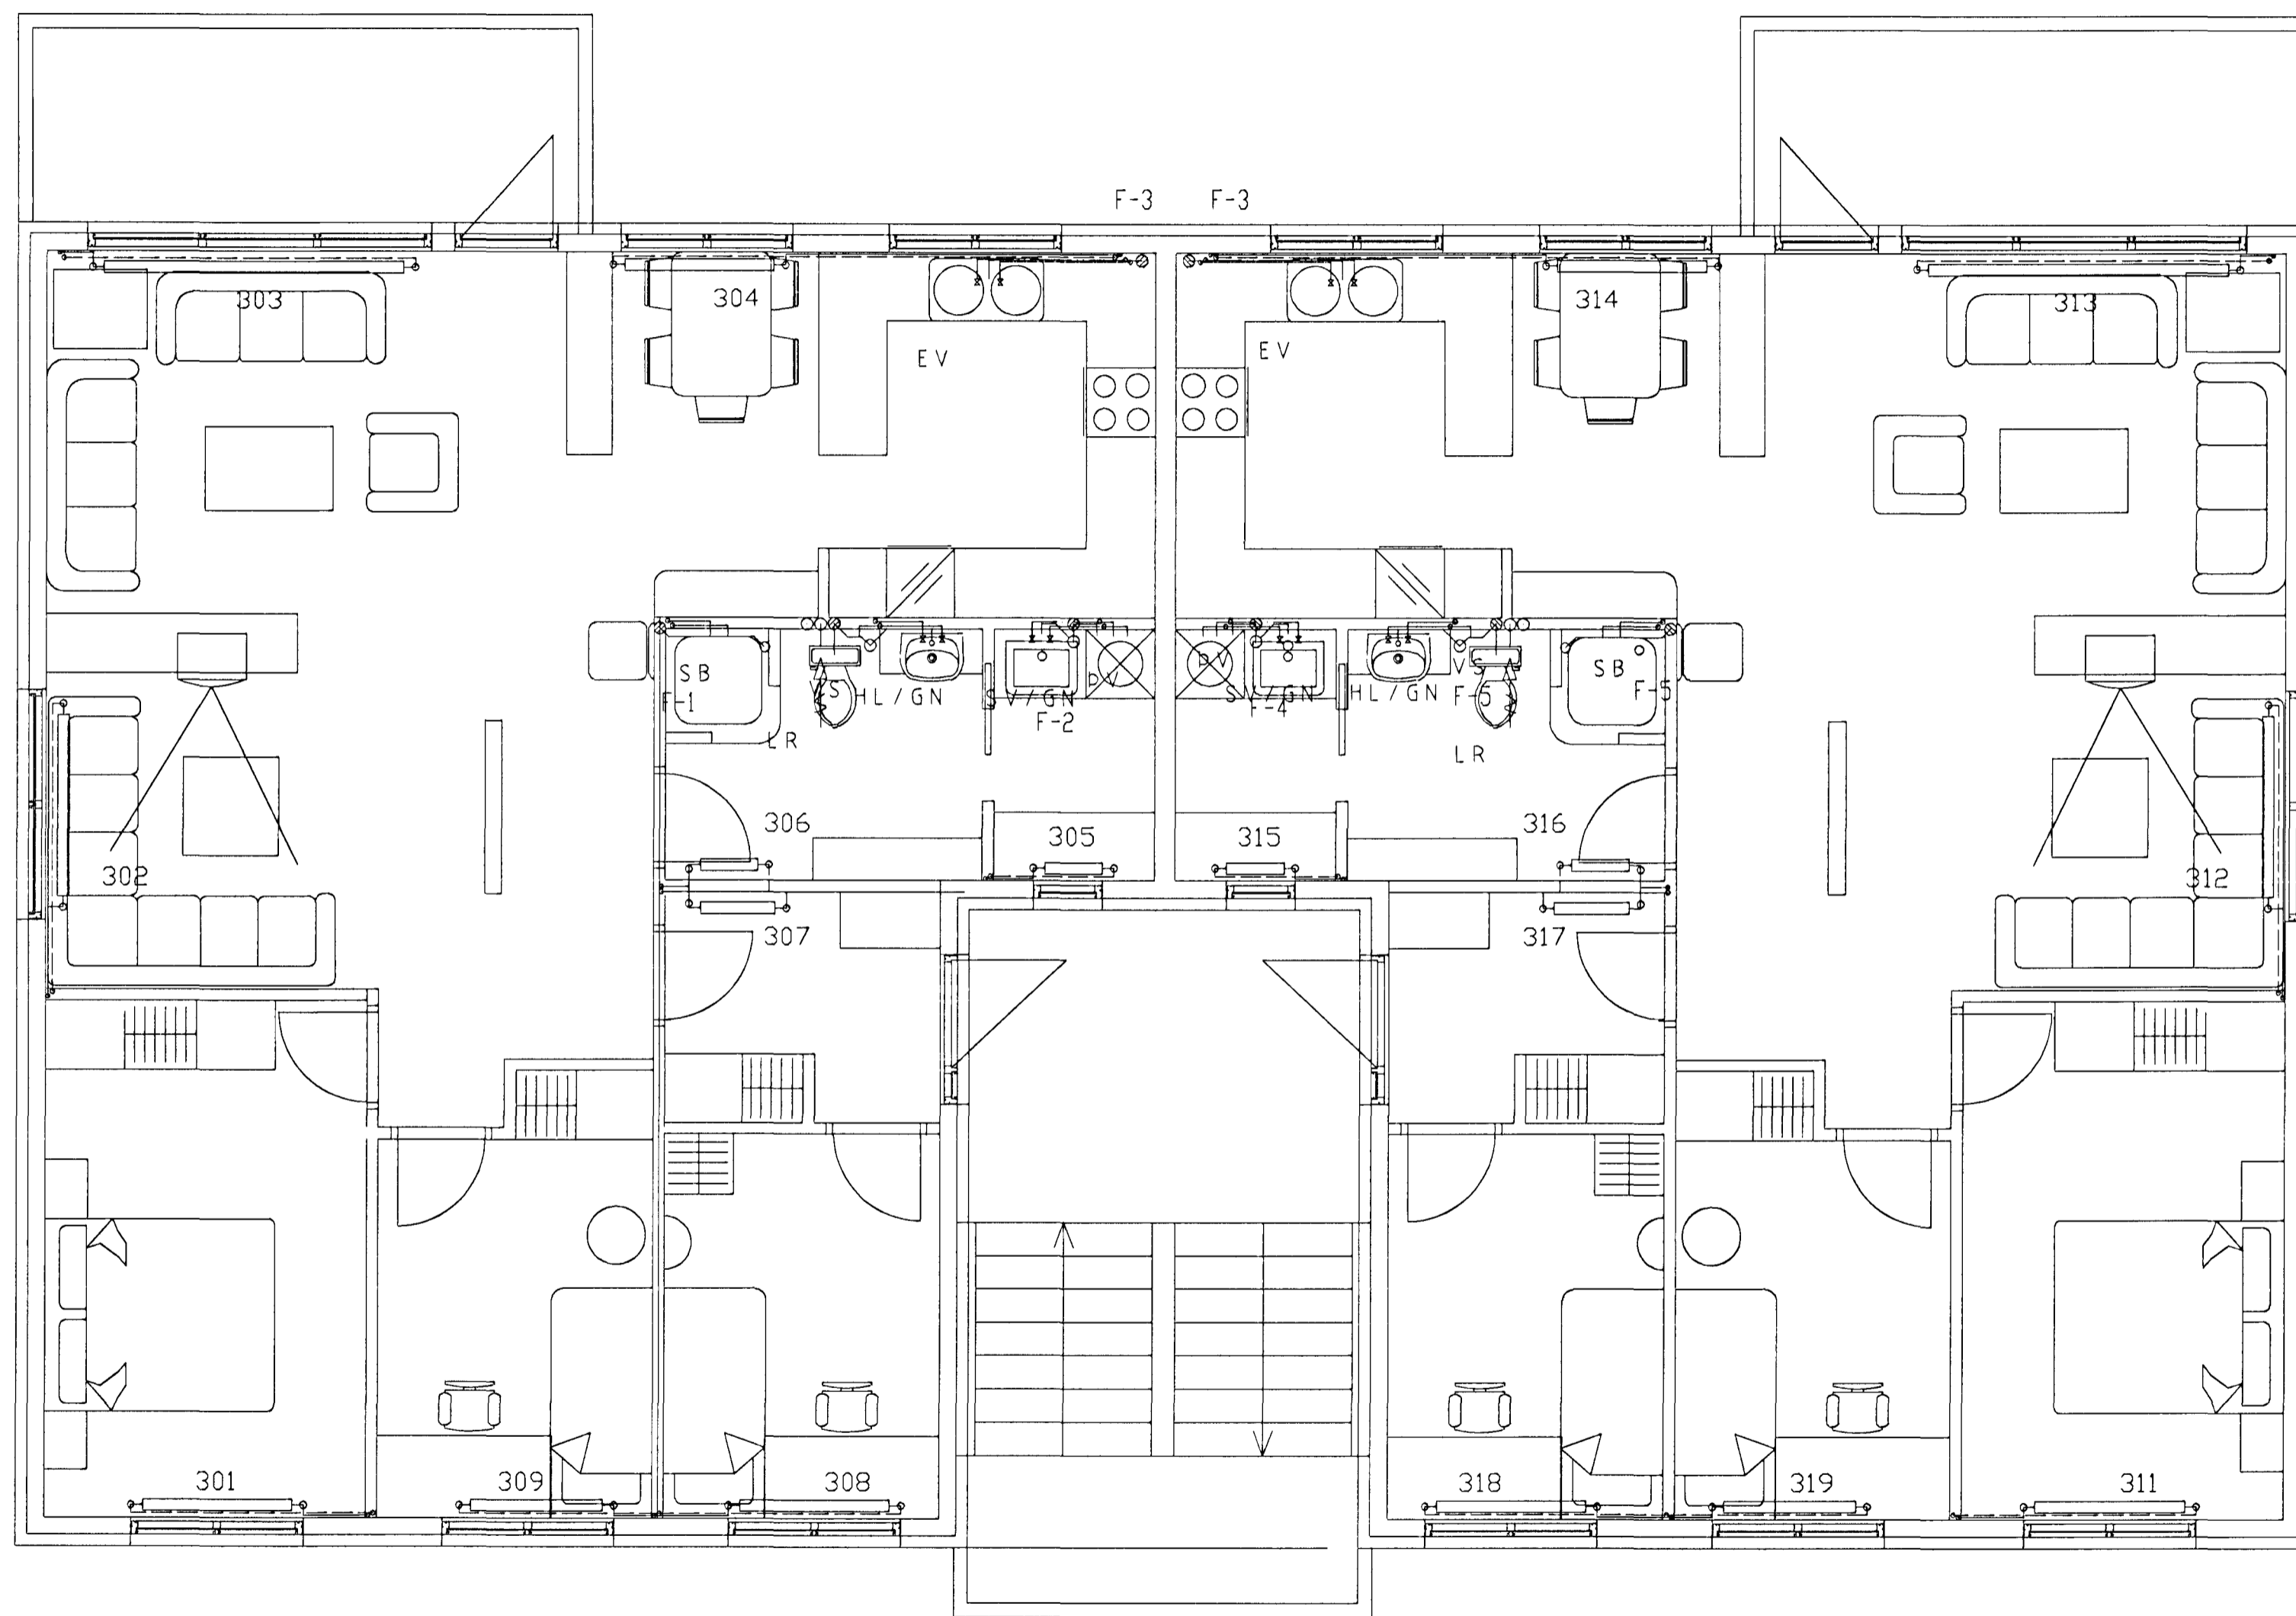 F-3 F-3
303 304 314 313
EV EV
SB VS HL/GN SV/GN DV DV SV/GN HL/GN VS SB
F-1 F-2 F-4 F-5 F-5
LR LR
306 305 315 316
302 312
307 317
301 309 308 318 319 311